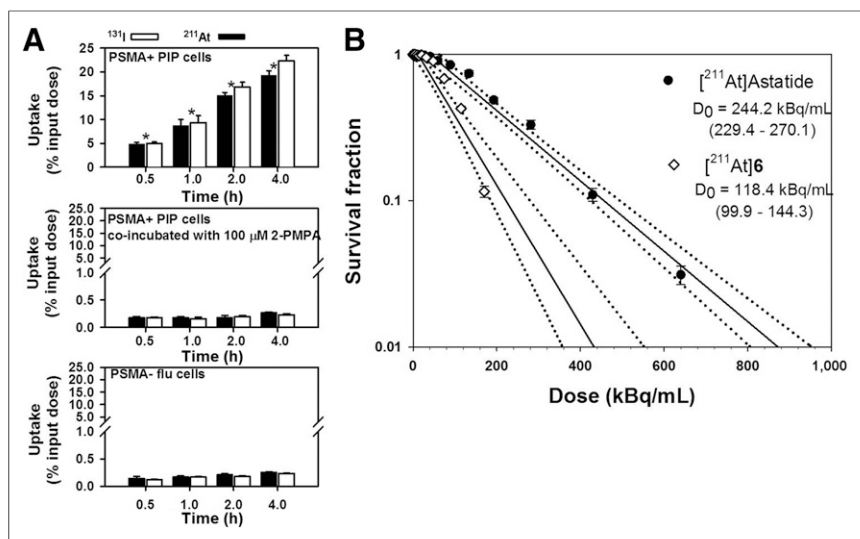 A
131I 211At
PSMA+ PIP cells
25
20
15
10
5
0
* * * *
0.5 1.0 2.0 4.0
Time (h)
Uptake
(% input dose)
PSMA+ PIP cells
co-incubated with 100 μM 2-PMPA
25.0
20.0
15.0
10.0
5.0
1.0
0.5
0.0
0.5 1.0 2.0 4.0
Time (h)
Uptake
(% input dose)
PSMA- flu cells
25.0
20.0
15.0
10.0
5.0
1.0
0.5
0.0
0.5 1.0 2.0 4.0
Time (h)
Uptake
(% input dose)
B
1
0.1
0.01
Survival fraction
[211At]Astatide
D0 = 244.2 kBq/mL
(229.4 - 270.1)
[211At]6
D0 = 118.4 kBq/mL
(99.9 - 144.3)
0 200 400 600 800 1,000
Dose (kBq/mL)